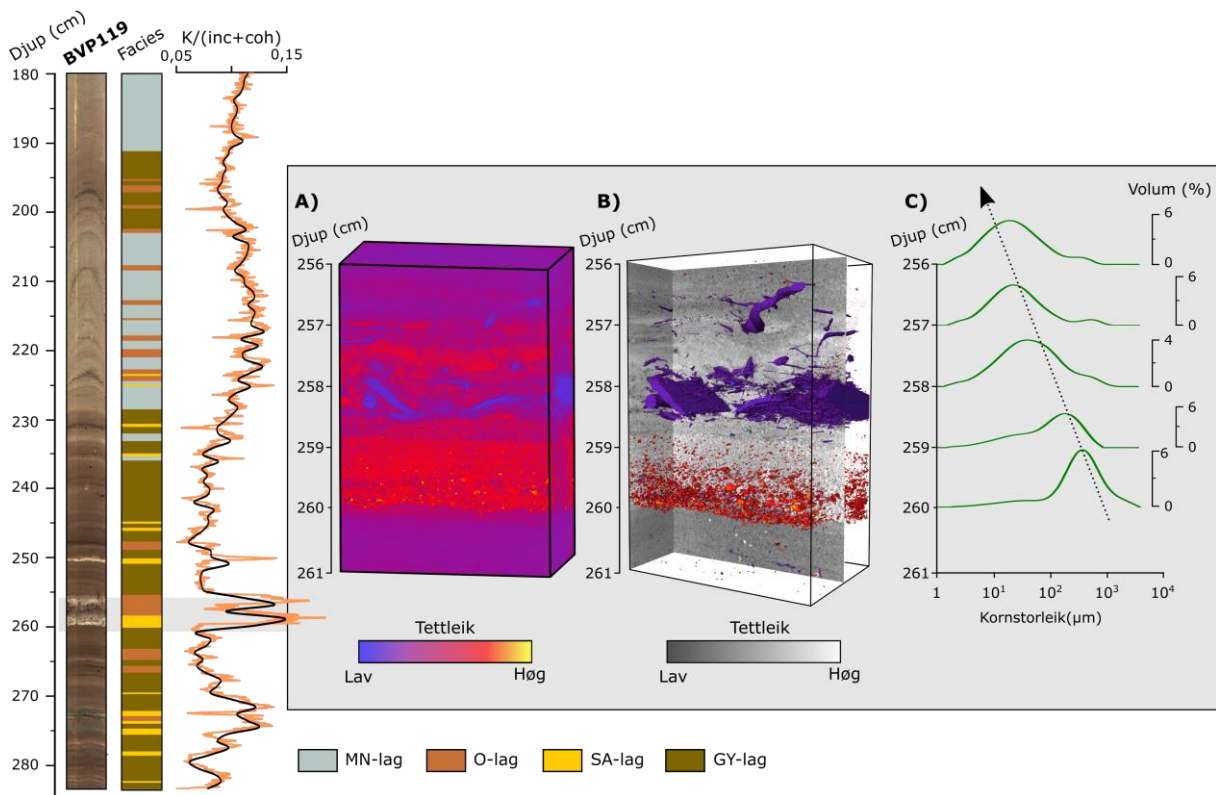 Djup (cm)
BVP119
Facies
K/(inc+coh)
0,05
0,15
180
190
200
210
220
230
240
250
260
270
280
A)
Djup (cm)
256
257
258
259
260
261
Tettleik
Lav
Høg
B)
Djup (cm)
256
257
258
259
260
261
Tettleik
Lav
Høg
C)
Volum (%)
Djup (cm)
256
257
258
259
260
261
6
0
6
0
4
0
6
0
6
0
1
10¹
10²
10³
10⁴
Kornstorleik(µm)
MN-lag
O-lag
SA-lag
GY-lag